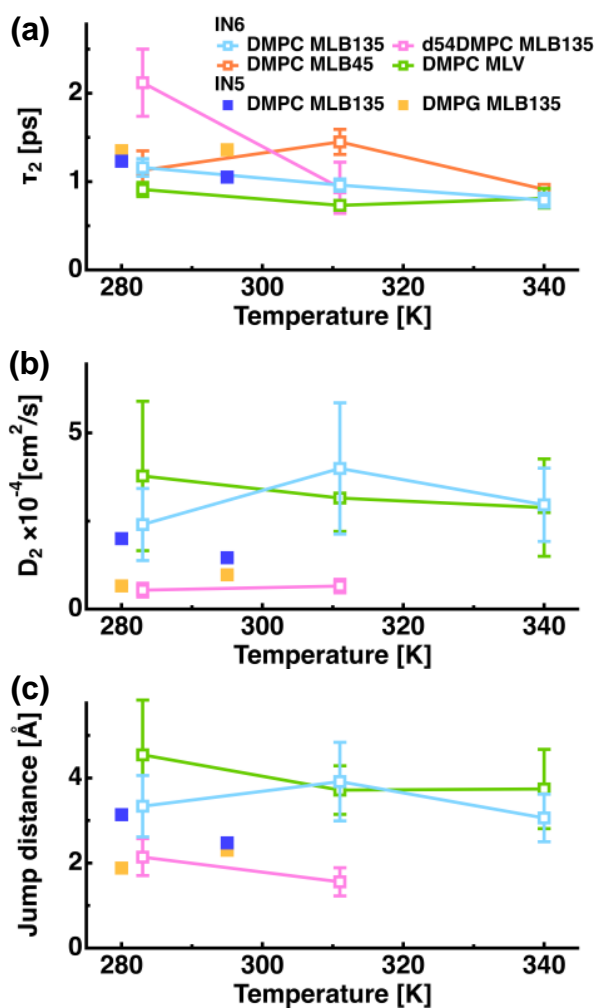 (a)
IN6
DMPC MLB135 d54DMPC MLB135
DMPC MLB45 DMPC MLV
IN5
DMPC MLB135 DMPG MLB135
τ₂ [ps]
2
1
0
280 300 320 340
Temperature [K]
(b)
D₂ ×10⁻⁴[cm²/s]
5
0
280 300 320 340
Temperature [K]
(c)
Jump distance [Å]
4
2
0
280 300 320 340
Temperature [K]